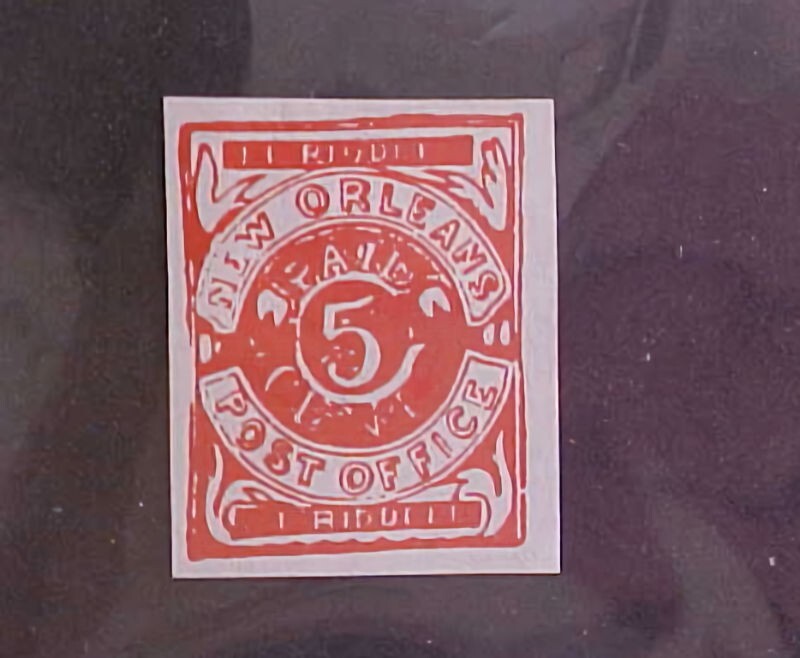 RIDDELL
NEW ORLEANS
PAID
5
POST OFFICE
RIDDELL